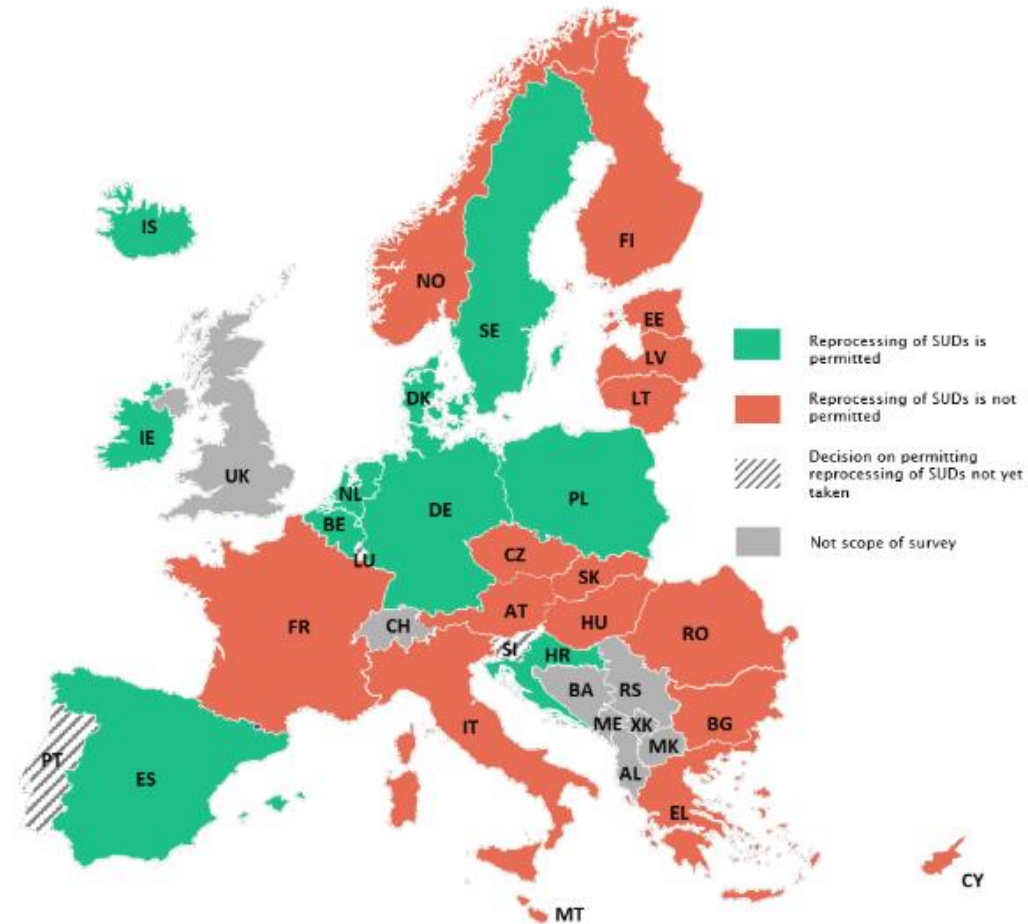 IS
FI
NO
SE
EE
LV
LT
DK
IE
UK
NL
BE
DE
PL
LU
CZ
SK
FR
CH
AT
HU
RO
SI
HR
BA
RS
IT
ME
XK
BG
MK
PT
ES
AL
EL
CY
MT
Reprocessing of SUDs is
permitted
Reprocessing of SUDs is not
permitted
Decision on permitting
reprocessing of SUDs not yet
taken
Not scope of survey